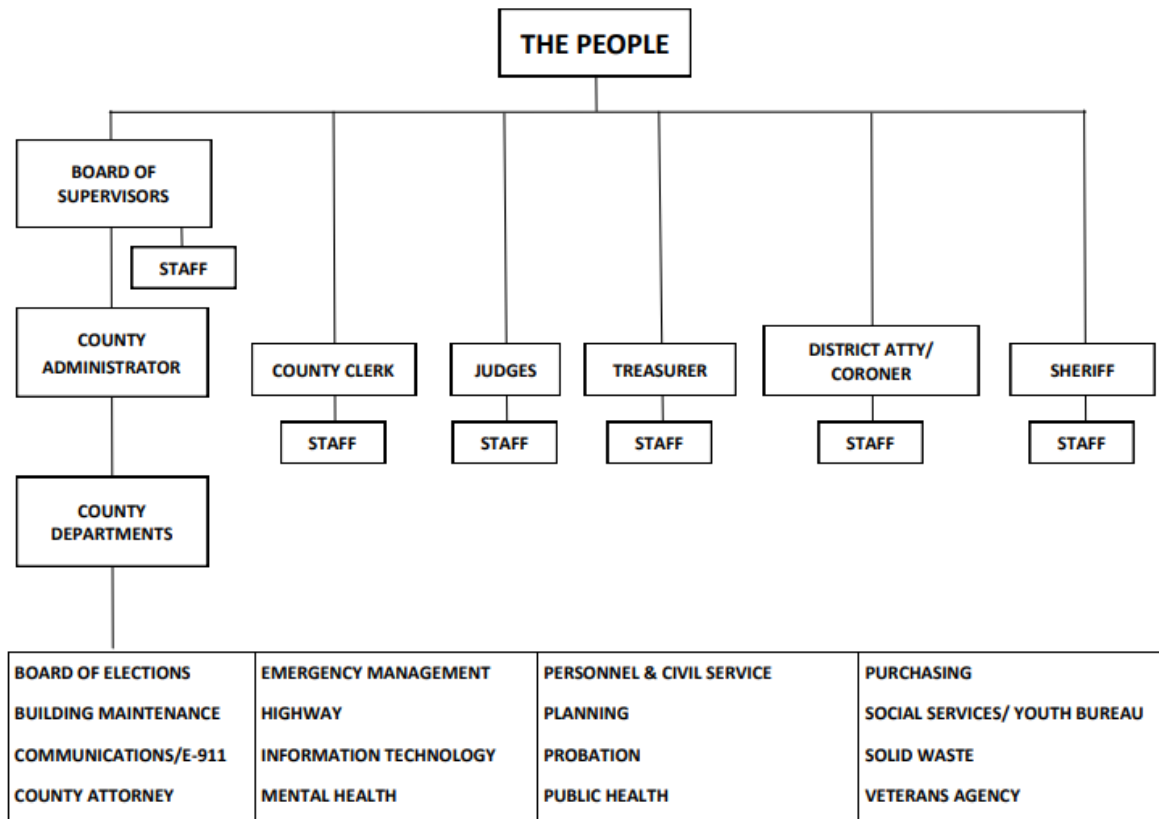 THE PEOPLE
BOARD OF
SUPERVISORS
STAFF
COUNTY
ADMINISTRATOR
COUNTY CLERK
STAFF
JUDGES
STAFF
TREASURER
STAFF
DISTRICT ATTY/
CORONER
STAFF
SHERIFF
STAFF
COUNTY
DEPARTMENTS
BOARD OF ELECTIONS
BUILDING MAINTENANCE
COMMUNICATIONS/E-911
COUNTY ATTORNEY
EMERGENCY MANAGEMENT
HIGHWAY
INFORMATION TECHNOLOGY
MENTAL HEALTH
PERSONNEL & CIVIL SERVICE
PLANNING
PROBATION
PUBLIC HEALTH
PURCHASING
SOCIAL SERVICES/ YOUTH BUREAU
SOLID WASTE
VETERANS AGENCY